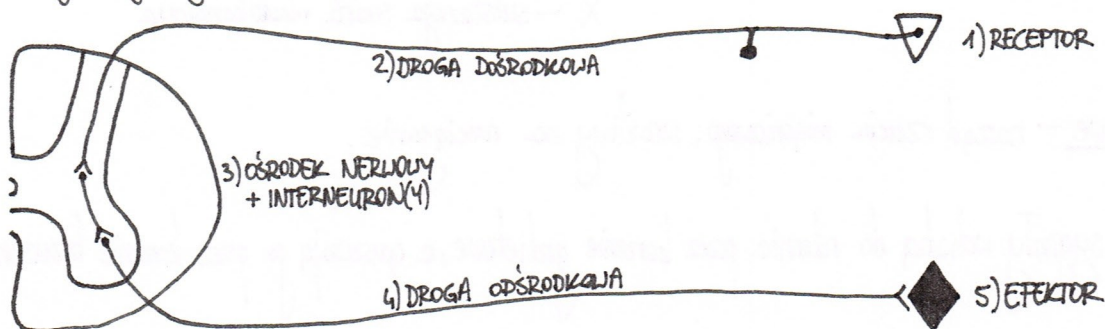 1) RECEPTOR
2) DROGA DOŚRODKOWA
3) OŚRODEK NERWOWY
+ INTERNEURON(Y)
4) DROGA ODŚRODKOWA
5) EFEKTOR